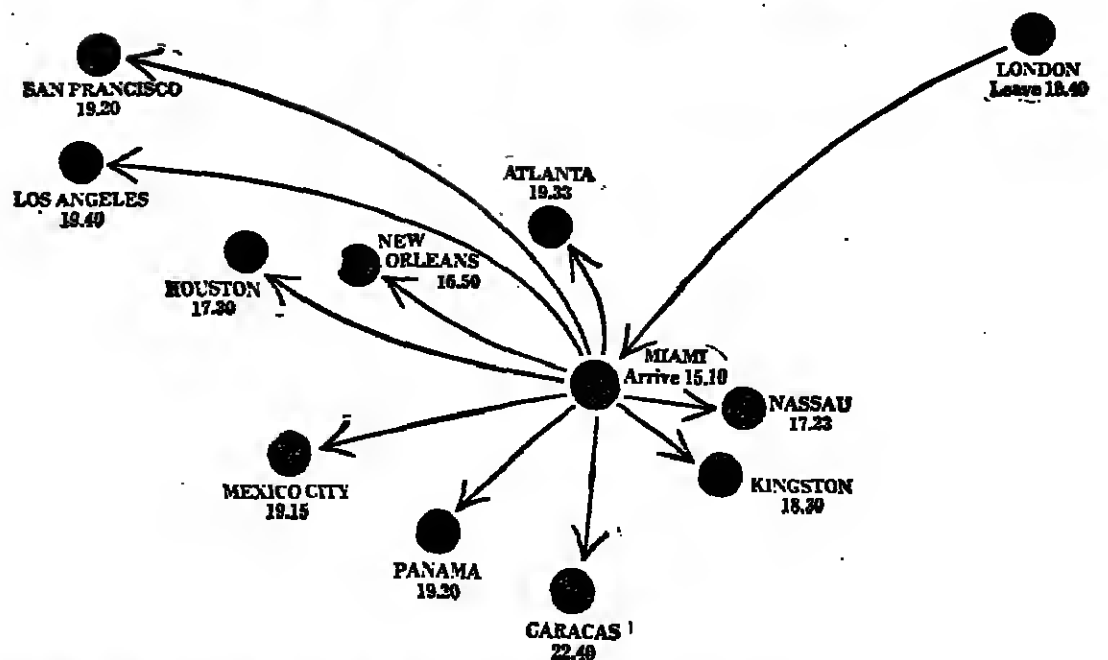 SAN FRANCISCO
19.20
LONDON
Leave 13.40
LOS ANGELES
19.40
ATLANTA
19.33
NEW
ORLEANS
16.50
HOUSTON
17.30
MIAMI
Arrive 15.10
NASSAU
17.23
MEXICO CITY
19.15
KINGSTON
18.30
PANAMA
19.20
CARACAS
22.40